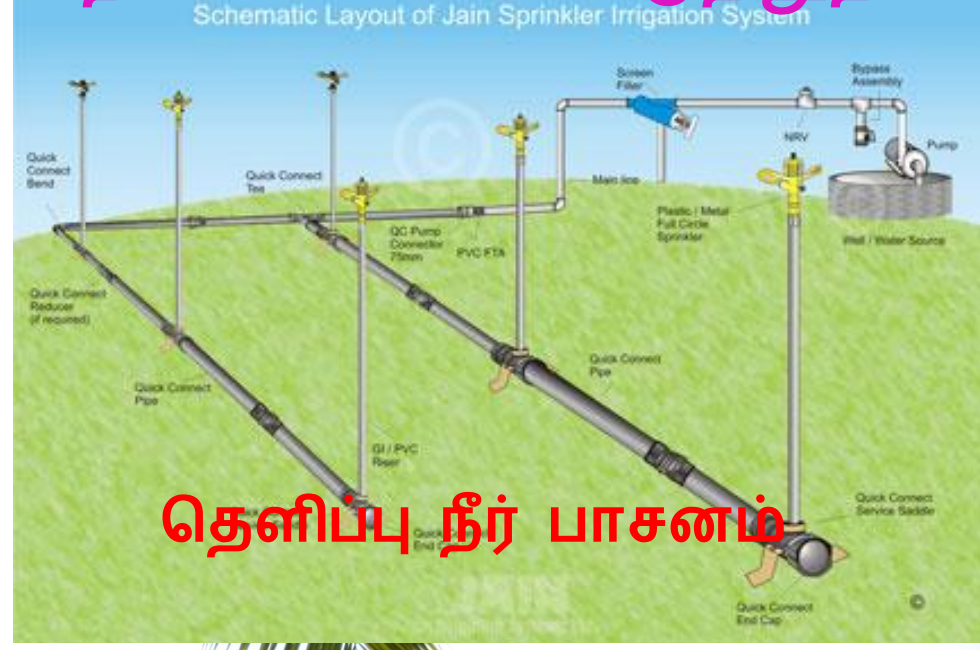 Schematic Layout of Jain Sprinkler Irrigation System
Screen
Filter
Bypass
Assembly
NRV
Pump
Quick
Connect
Bend
Quick Connect
Tee
Main line
QC Pump
Connector
75mm
PVC FTA
Plastic / Metal
Full Circle
Sprinkler
Well / Water Source
Quick Connect
Reducer
(if required)
Quick Connect
Pipe
Quick Connect
Pipe
GI / PVC
Riser
தெளிப்பு நீர் பாசனம்
Quick Connect
Service Saddle
Quick Connect
End Cap
©